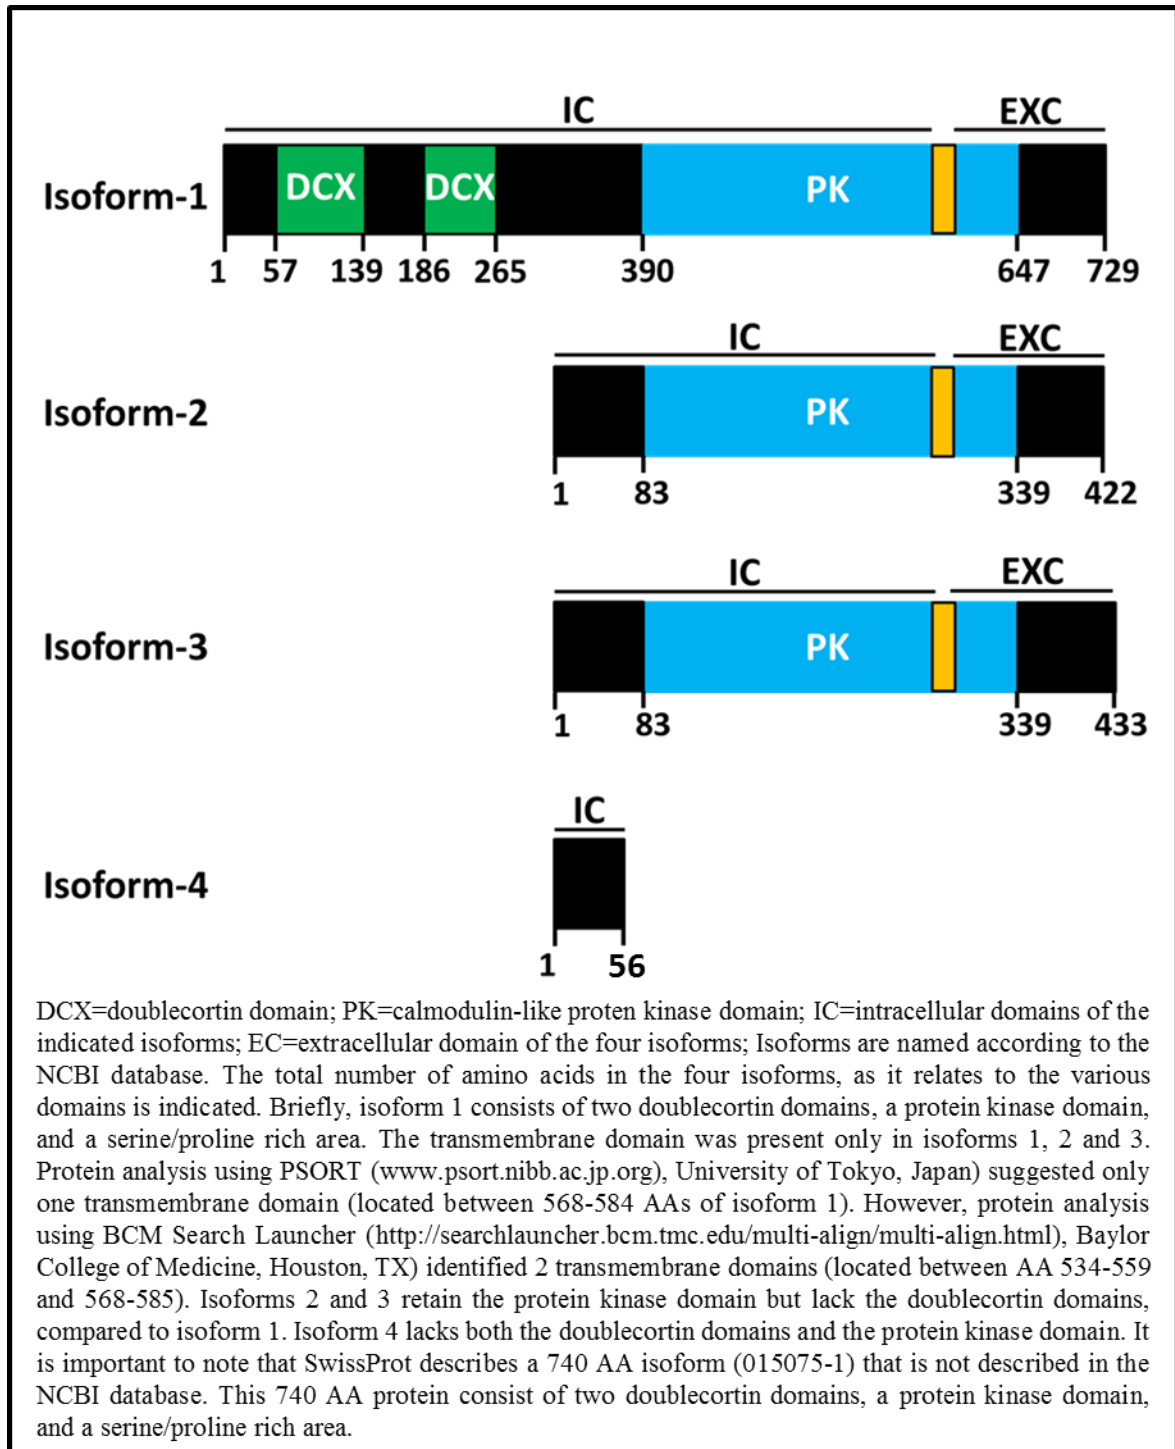 IC EXC
Isoform-1 DCX DCX PK
1 57 139 186 265 390 647 729
IC EXC
Isoform-2 PK
1 83 339 422
IC EXC
Isoform-3 PK
1 83 339 433
IC
Isoform-4
1 56
DCX=doublecortin domain; PK=calmodulin-like proten kinase domain; IC=intracellular domains of the
indicated isoforms; EC=extracellular domain of the four isoforms; Isoforms are named according to the
NCBI database. The total number of amino acids in the four isoforms, as it relates to the various
domains is indicated. Briefly, isoform 1 consists of two doublecortin domains, a protein kinase domain,
and a serine/proline rich area. The transmembrane domain was present only in isoforms 1, 2 and 3.
Protein analysis using PSORT (www.psort.nibb.ac.jp.org), University of Tokyo, Japan) suggested only
one transmembrane domain (located between 568-584 AAs of isoform 1). However, protein analysis
using BCM Search Launcher (http://searchlauncher.bcm.tmc.edu/multi-align/multi-align.html), Baylor
College of Medicine, Houston, TX) identified 2 transmembrane domains (located between AA 534-559
and 568-585). Isoforms 2 and 3 retain the protein kinase domain but lack the doublecortin domains,
compared to isoform 1. Isoform 4 lacks both the doublecortin domains and the protein kinase domain. It
is important to note that SwissProt describes a 740 AA isoform (015075-1) that is not described in the
NCBI database. This 740 AA protein consist of two doublecortin domains, a protein kinase domain,
and a serine/proline rich area.